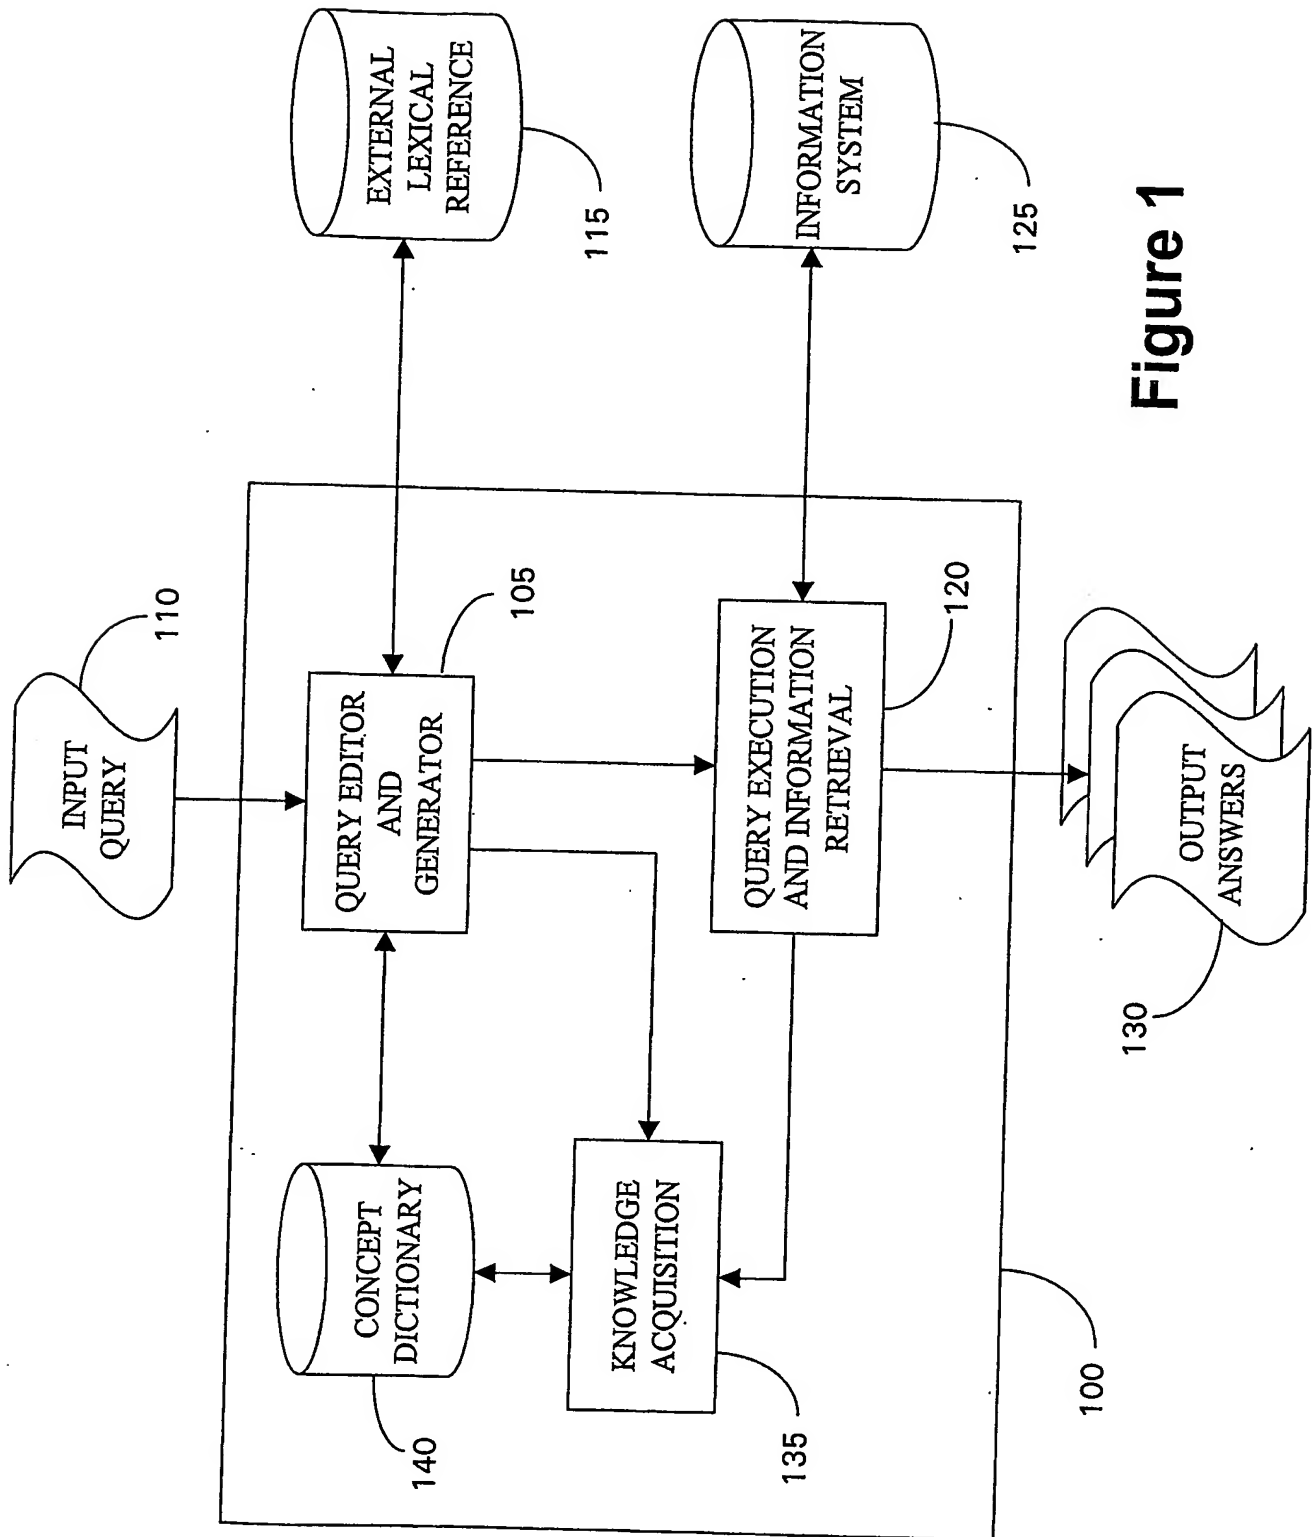 INPUT
QUERY
110
EXTERNAL
LEXICAL
REFERENCE
115
QUERY EDITOR
AND
GENERATOR
105
CONCEPT
DICTIONARY
140
KNOWLEDGE
ACQUISITION
135
QUERY EXECUTION
AND INFORMATION
RETRIEVAL
120
INFORMATION
SYSTEM
125
100
OUTPUT
ANSWERS
130
Figure 1